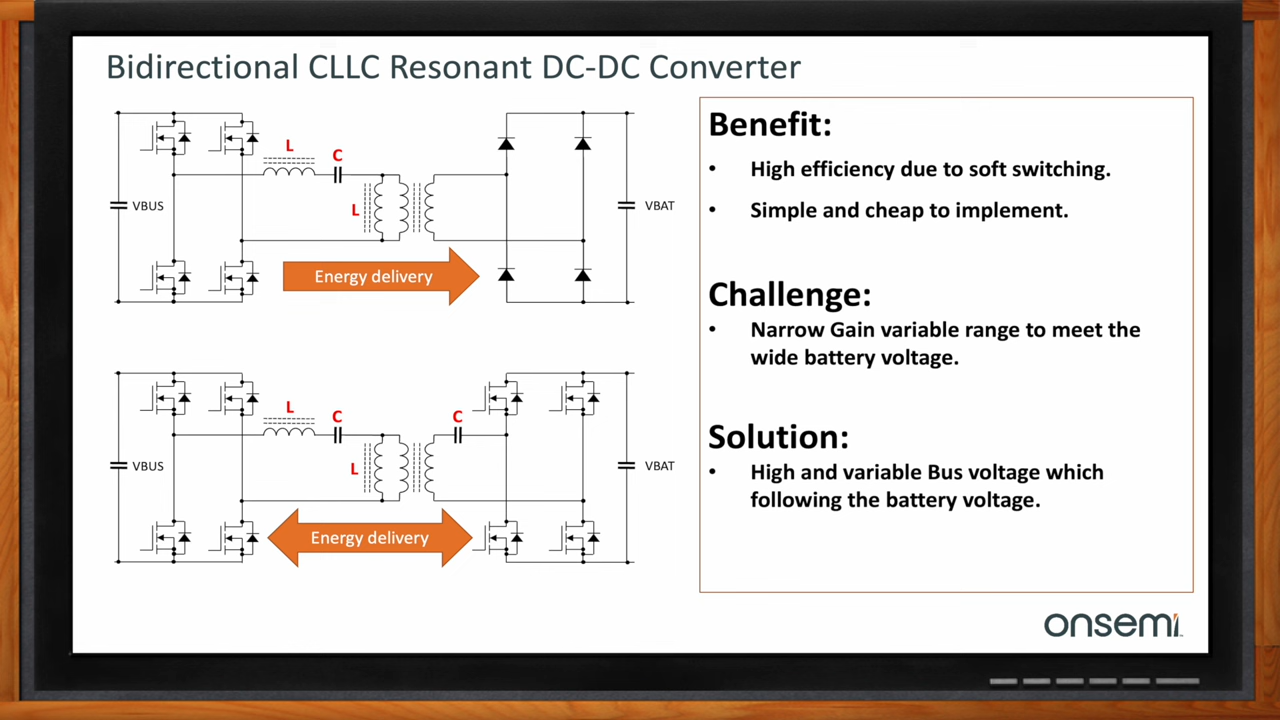 Bidirectional CLLC Resonant DC-DC Converter
L
C
VBUS
L
VBAT
Energy delivery
L
C
C
VBUS
L
VBAT
Energy delivery
Benefit:
• High efficiency due to soft switching.
• Simple and cheap to implement.
Challenge:
• Narrow Gain variable range to meet the
wide battery voltage.
Solution:
• High and variable Bus voltage which
following the battery voltage.
onsemi